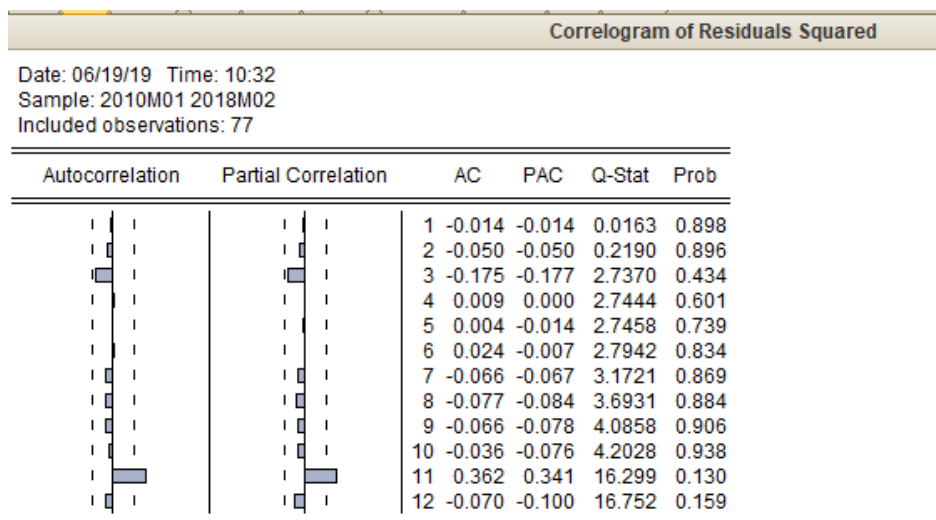 Correlogram of Residuals Squared
Date: 06/19/19 Time: 10:32
Sample: 2010M01 2018M02
Included observations: 77
Autocorrelation Partial Correlation AC PAC Q-Stat Prob
1 -0.014 -0.014 0.0163 0.898
2 -0.050 -0.050 0.2190 0.896
3 -0.175 -0.177 2.7370 0.434
4 0.009 0.000 2.7444 0.601
5 0.004 -0.014 2.7458 0.739
6 0.024 -0.007 2.7942 0.834
7 -0.066 -0.067 3.1721 0.869
8 -0.077 -0.084 3.6931 0.884
9 -0.066 -0.078 4.0858 0.906
10 -0.036 -0.076 4.2028 0.938
11 0.362 0.341 16.299 0.130
12 -0.070 -0.100 16.752 0.159